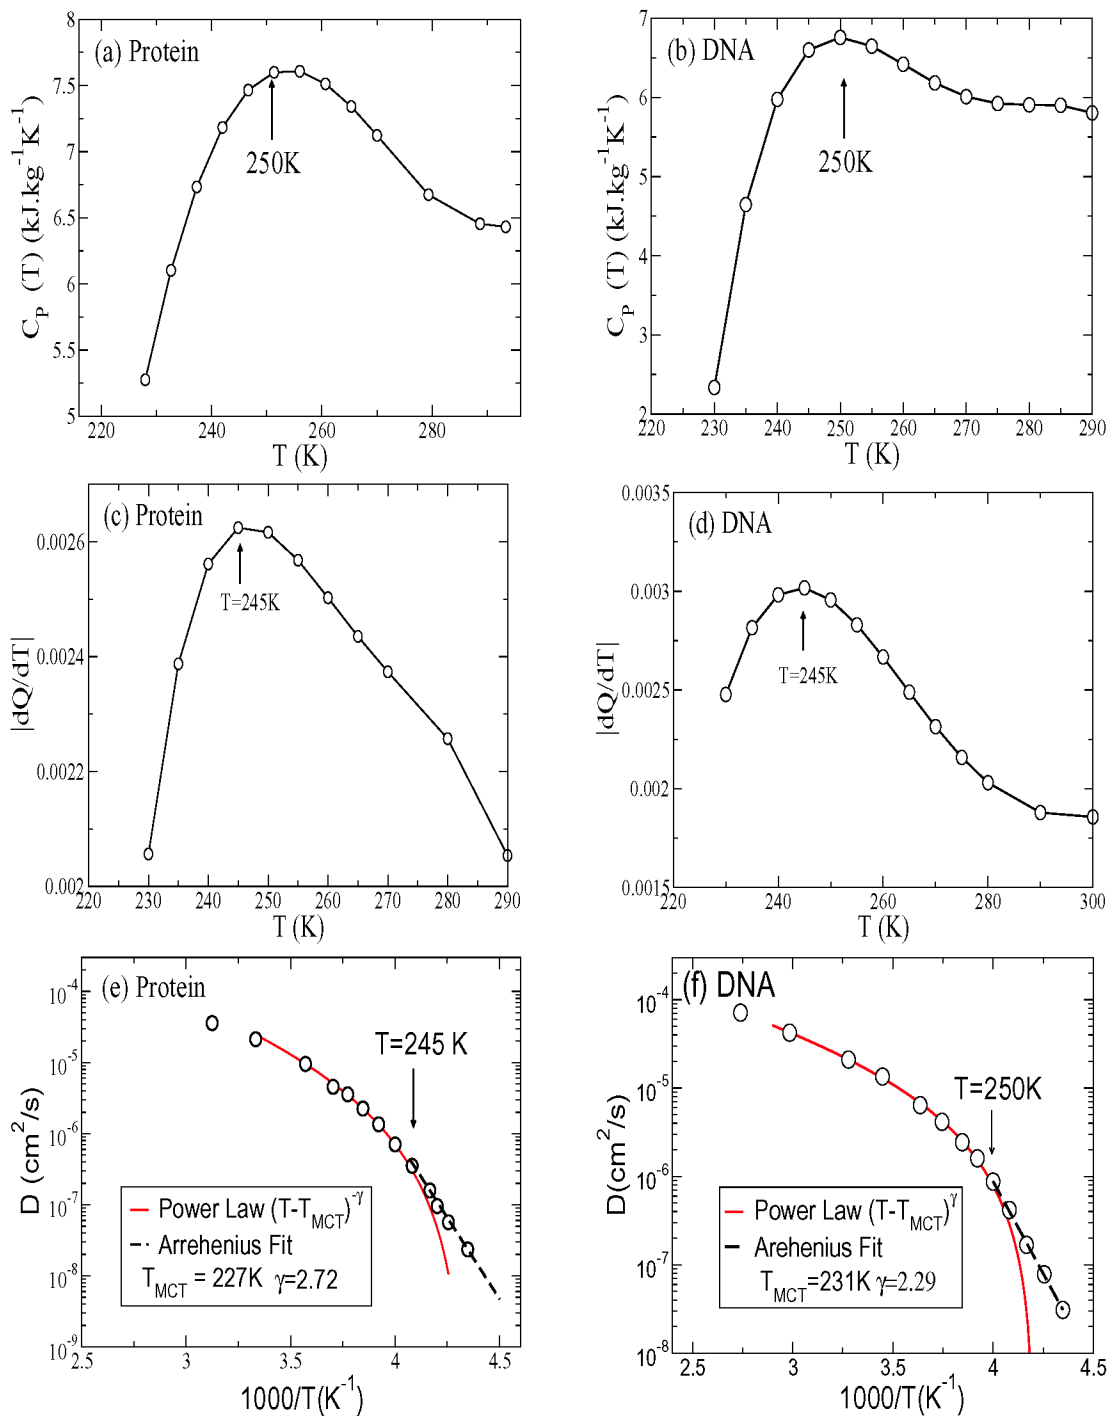 (a) Protein
8
7.5
7
6.5
6
5.5
5
C_P (T) (kJ.kg^-1K^-1)
250K
220 240 260 280
T (K)
(b) DNA
7
6
5
4
3
2
C_P (T) (kJ.kg^-1K^-1)
250K
220 230 240 250 260 270 280 290
T (K)
(c) Protein
0.0026
0.0024
0.0022
0.002
|dQ/dT|
T=245K
220 230 240 250 260 270 280 290
T (K)
(d) DNA
0.0035
0.003
0.0025
0.002
0.0015
|dQ/dT|
T=245K
220 240 260 280 300
T (K)
(e) Protein
10^-4
10^-5
10^-6
10^-7
10^-8
10^-9
D (cm^2/s)
T=245 K
Power Law (T-T_MCT)^-γ
Arrehenius Fit
T_MCT = 227K γ=2.72
2.5 3 3.5 4 4.5
1000/T(K^-1)
(f) DNA
10^-4
10^-5
10^-6
10^-7
10^-8
D(cm^2/s)
T=250K
Power Law (T-T_MCT)^γ
Arehenius Fit
T_MCT=231K γ=2.29
2.5 3 3.5 4 4.5
1000/T(K^-1)